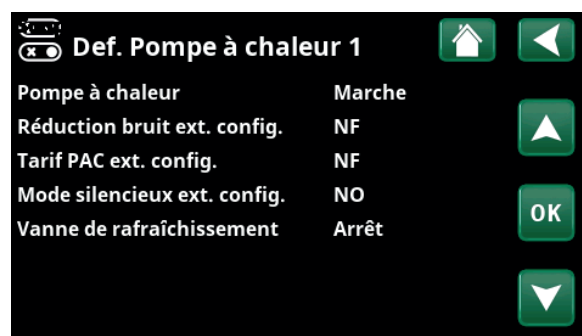 Def. Pompe à chaleur 1
Pompe à chaleur Marche
Réduction bruit ext. config. NF
Tarif PAC ext. config. NF
Mode silencieux ext. config. NO
Vanne de rafraîchissement Arrêt
OK